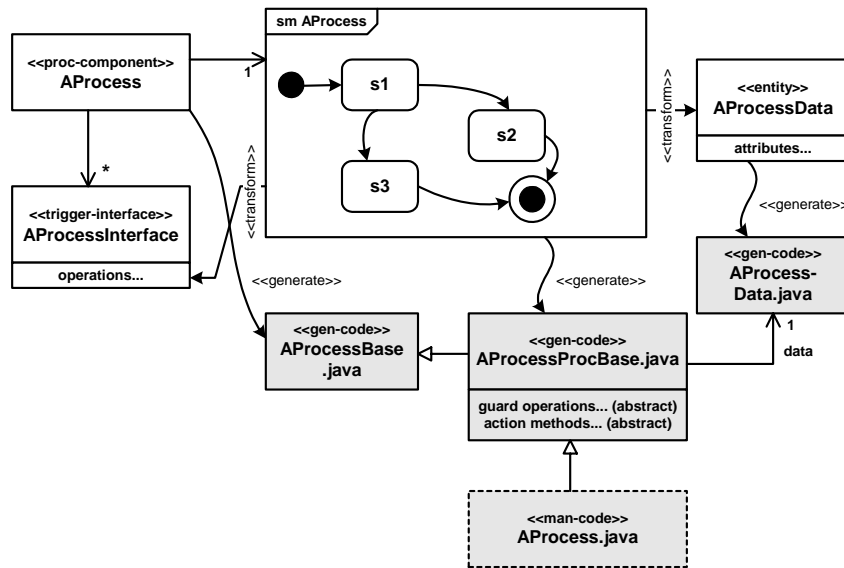 sm AProcess
<<proc-component>>
AProcess
1
s1
s2
s3
<<transform>>
<<entity>>
AProcessData
attributes...
*
<<trigger-interface>>
AProcessInterface
operations...
<<transform>>
<<generate>>
<<generate>>
<<generate>>
<<gen-code>>
AProcess-
Data.java
1
data
<<gen-code>>
AProcessBase
.java
<<gen-code>>
AProcessProcBase.java
guard operations... (abstract)
action methods... (abstract)
<<man-code>>
AProcess.java